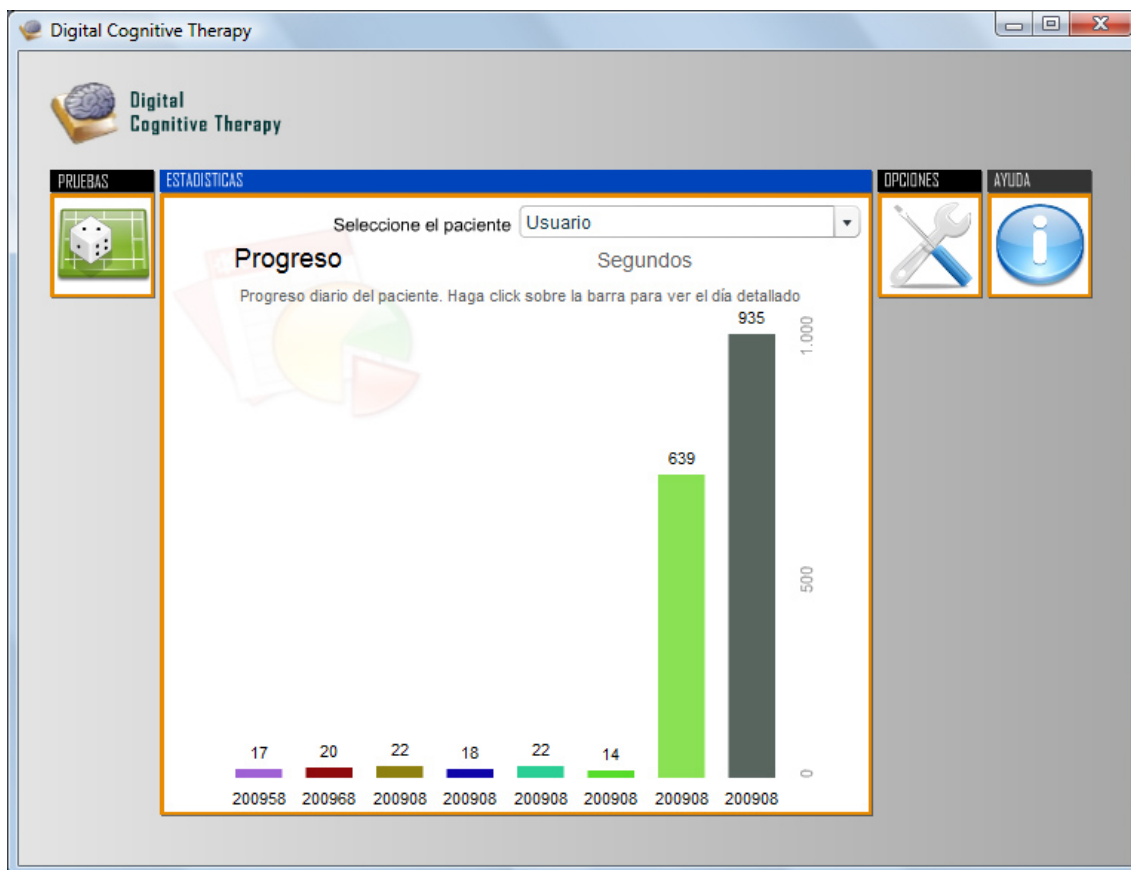 Digital Cognitive Therapy
Digital
Cognitive Therapy
PRUEBAS
ESTADISTICAS
OPCIONES
AYUDA
Seleccione el paciente Usuario
Progreso Segundos
Progreso diario del paciente. Haga click sobre la barra para ver el día detallado
935
1.000
639
500
17 20 22 18 22 14
0
200958 200968 200908 200908 200908 200908 200908 200908